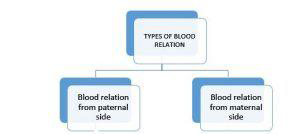 TYPES OF BLOOD
RELATION
Blood relation
from paternal
side
Blood relation
from maternal
side